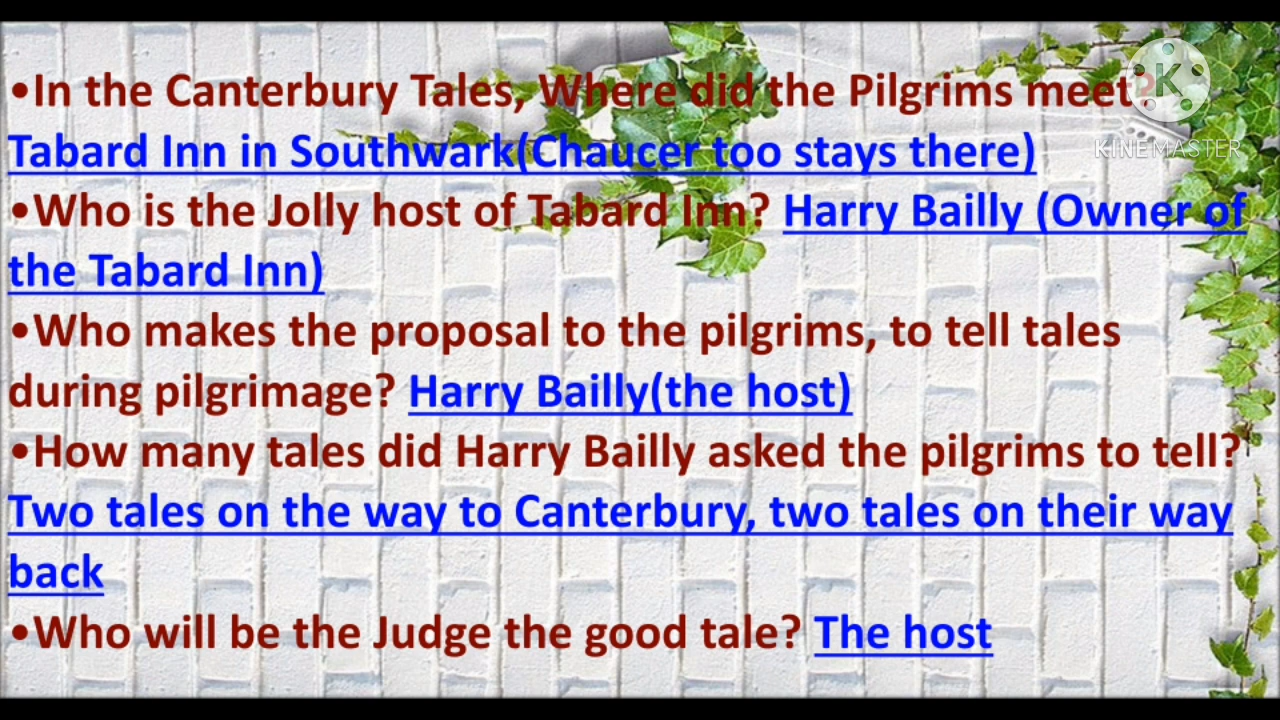 •In the Canterbury Tales, Where did the Pilgrims meet?
Tabard Inn in Southwark(Chaucer too stays there)
•Who is the Jolly host of Tabard Inn? Harry Bailly (Owner of
the Tabard Inn)
•Who makes the proposal to the pilgrims, to tell tales
during pilgrimage? Harry Bailly(the host)
•How many tales did Harry Bailly asked the pilgrims to tell?
Two tales on the way to Canterbury, two tales on their way
back
•Who will be the Judge the good tale? The host
K
KINEMASTER